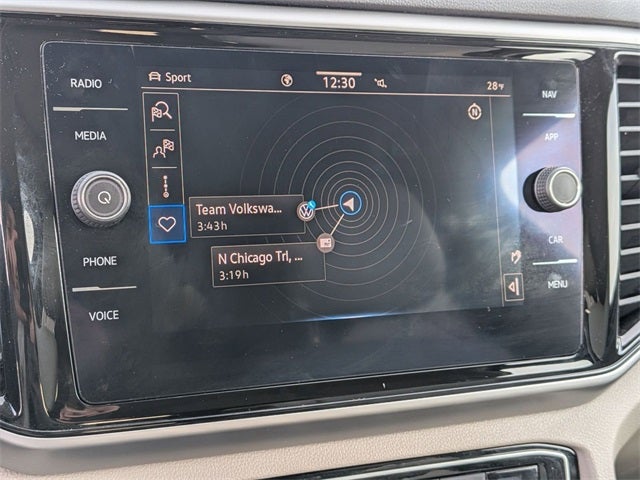 RADIO
MEDIA
PHONE
VOICE
Sport
12:30
28°F
N
Team Volkswa...
3:43h
N Chicago Trl, ...
3:19h
NAV
APP
CAR
MENU